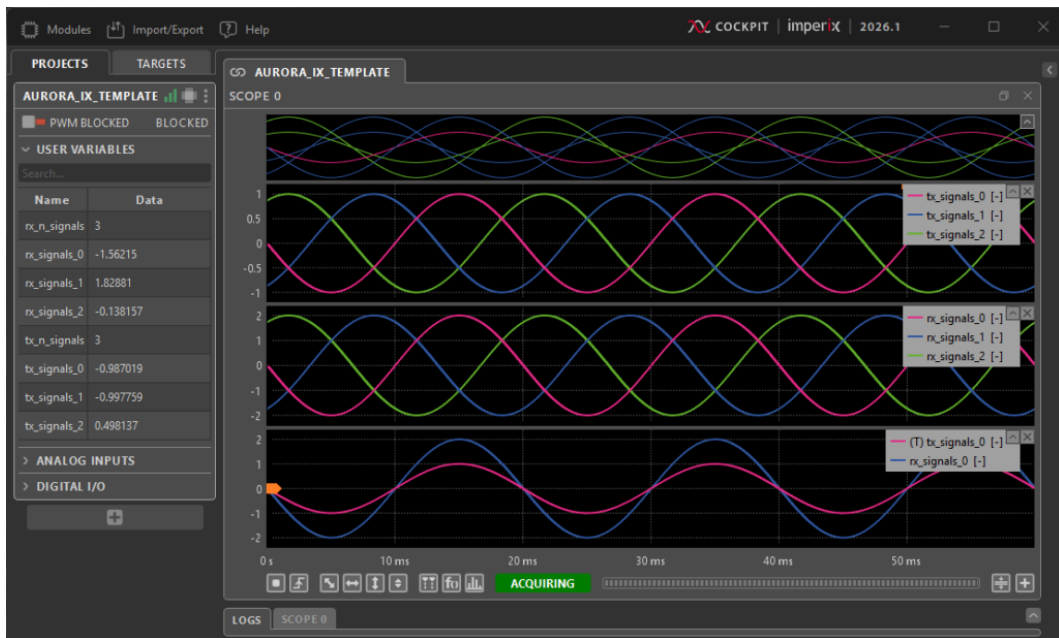 Modules Import/Export Help COCKPIT | imperix | 2026.1
PROJECTS TARGETS
AURORA_IX_TEMPLATE
PWM BLOCKED BLOCKED
USER VARIABLES
Search...
Name Data
rx_n_signals 3
rx_signals_0 -1.56215
rx_signals_1 1.82881
rx_signals_2 -0.138157
tx_n_signals 3
tx_signals_0 -0.987019
tx_signals_1 -0.997759
tx_signals_2 0.498137
ANALOG INPUTS
DIGITAL I/O
AURORA_IX_TEMPLATE
SCOPE 0
1
0.5
0
-0.5
-1
tx_signals_0 [-]
tx_signals_1 [-]
tx_signals_2 [-]
2
1
0
-1
-2
rx_signals_0 [-]
rx_signals_1 [-]
rx_signals_2 [-]
2
1
0
-1
-2
(T) tx_signals_0 [-]
rx_signals_0 [-]
0 s 10 ms 20 ms 30 ms 40 ms 50 ms
f() ACQUIRING
LOGS SCOPE 0